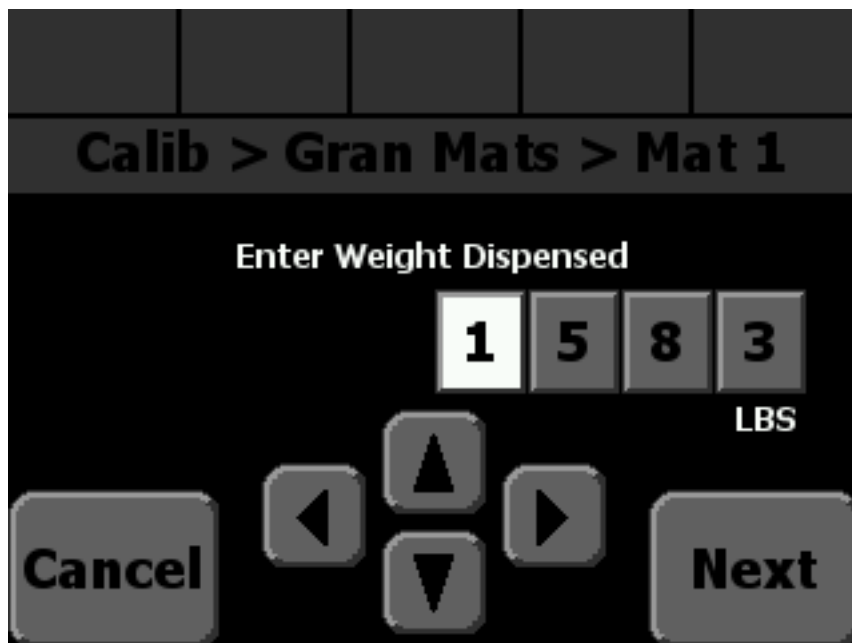 Calib > Gran Mats > Mat 1
Enter Weight Dispensed
1 5 8 3
LBS
Cancel Next